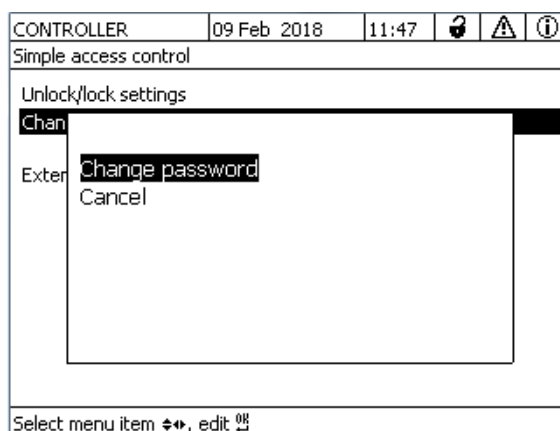 CONTROLLER 09 Feb 2018 11:47
Simple access control
Unlock/lock settings
Chan
Change password
Exter
Cancel
Select menu item, edit OK